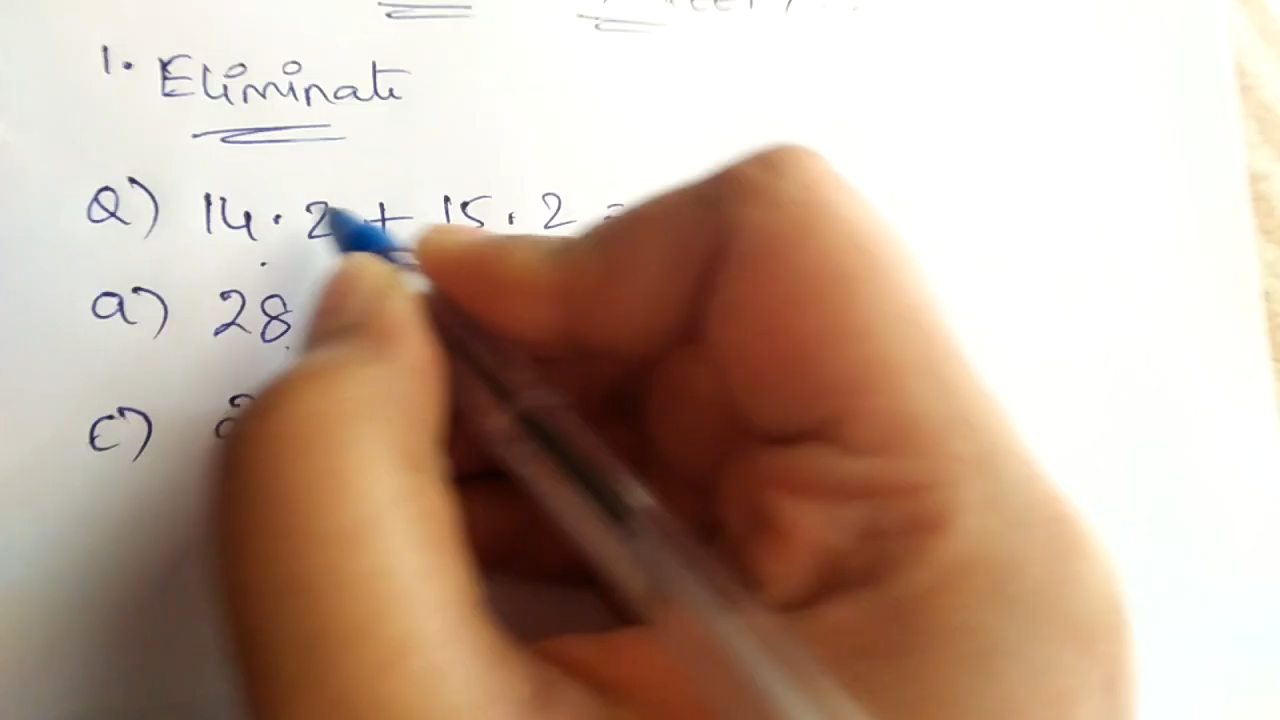 1. Eliminate
Q) 14.2 + 15.2 =
a) 28
c)